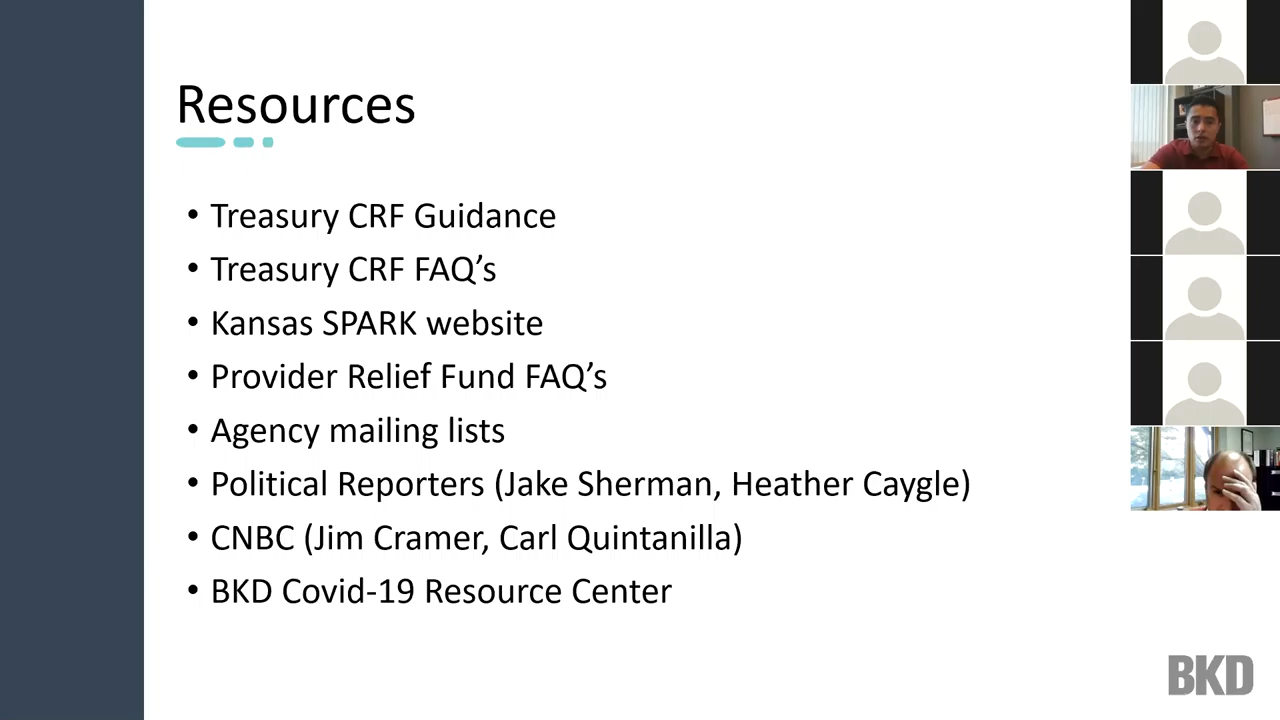 Resources
• Treasury CRF Guidance
• Treasury CRF FAQ’s
• Kansas SPARK website
• Provider Relief Fund FAQ’s
• Agency mailing lists
• Political Reporters (Jake Sherman, Heather Caygle)
• CNBC (Jim Cramer, Carl Quintanilla)
• BKD Covid-19 Resource Center
BKD